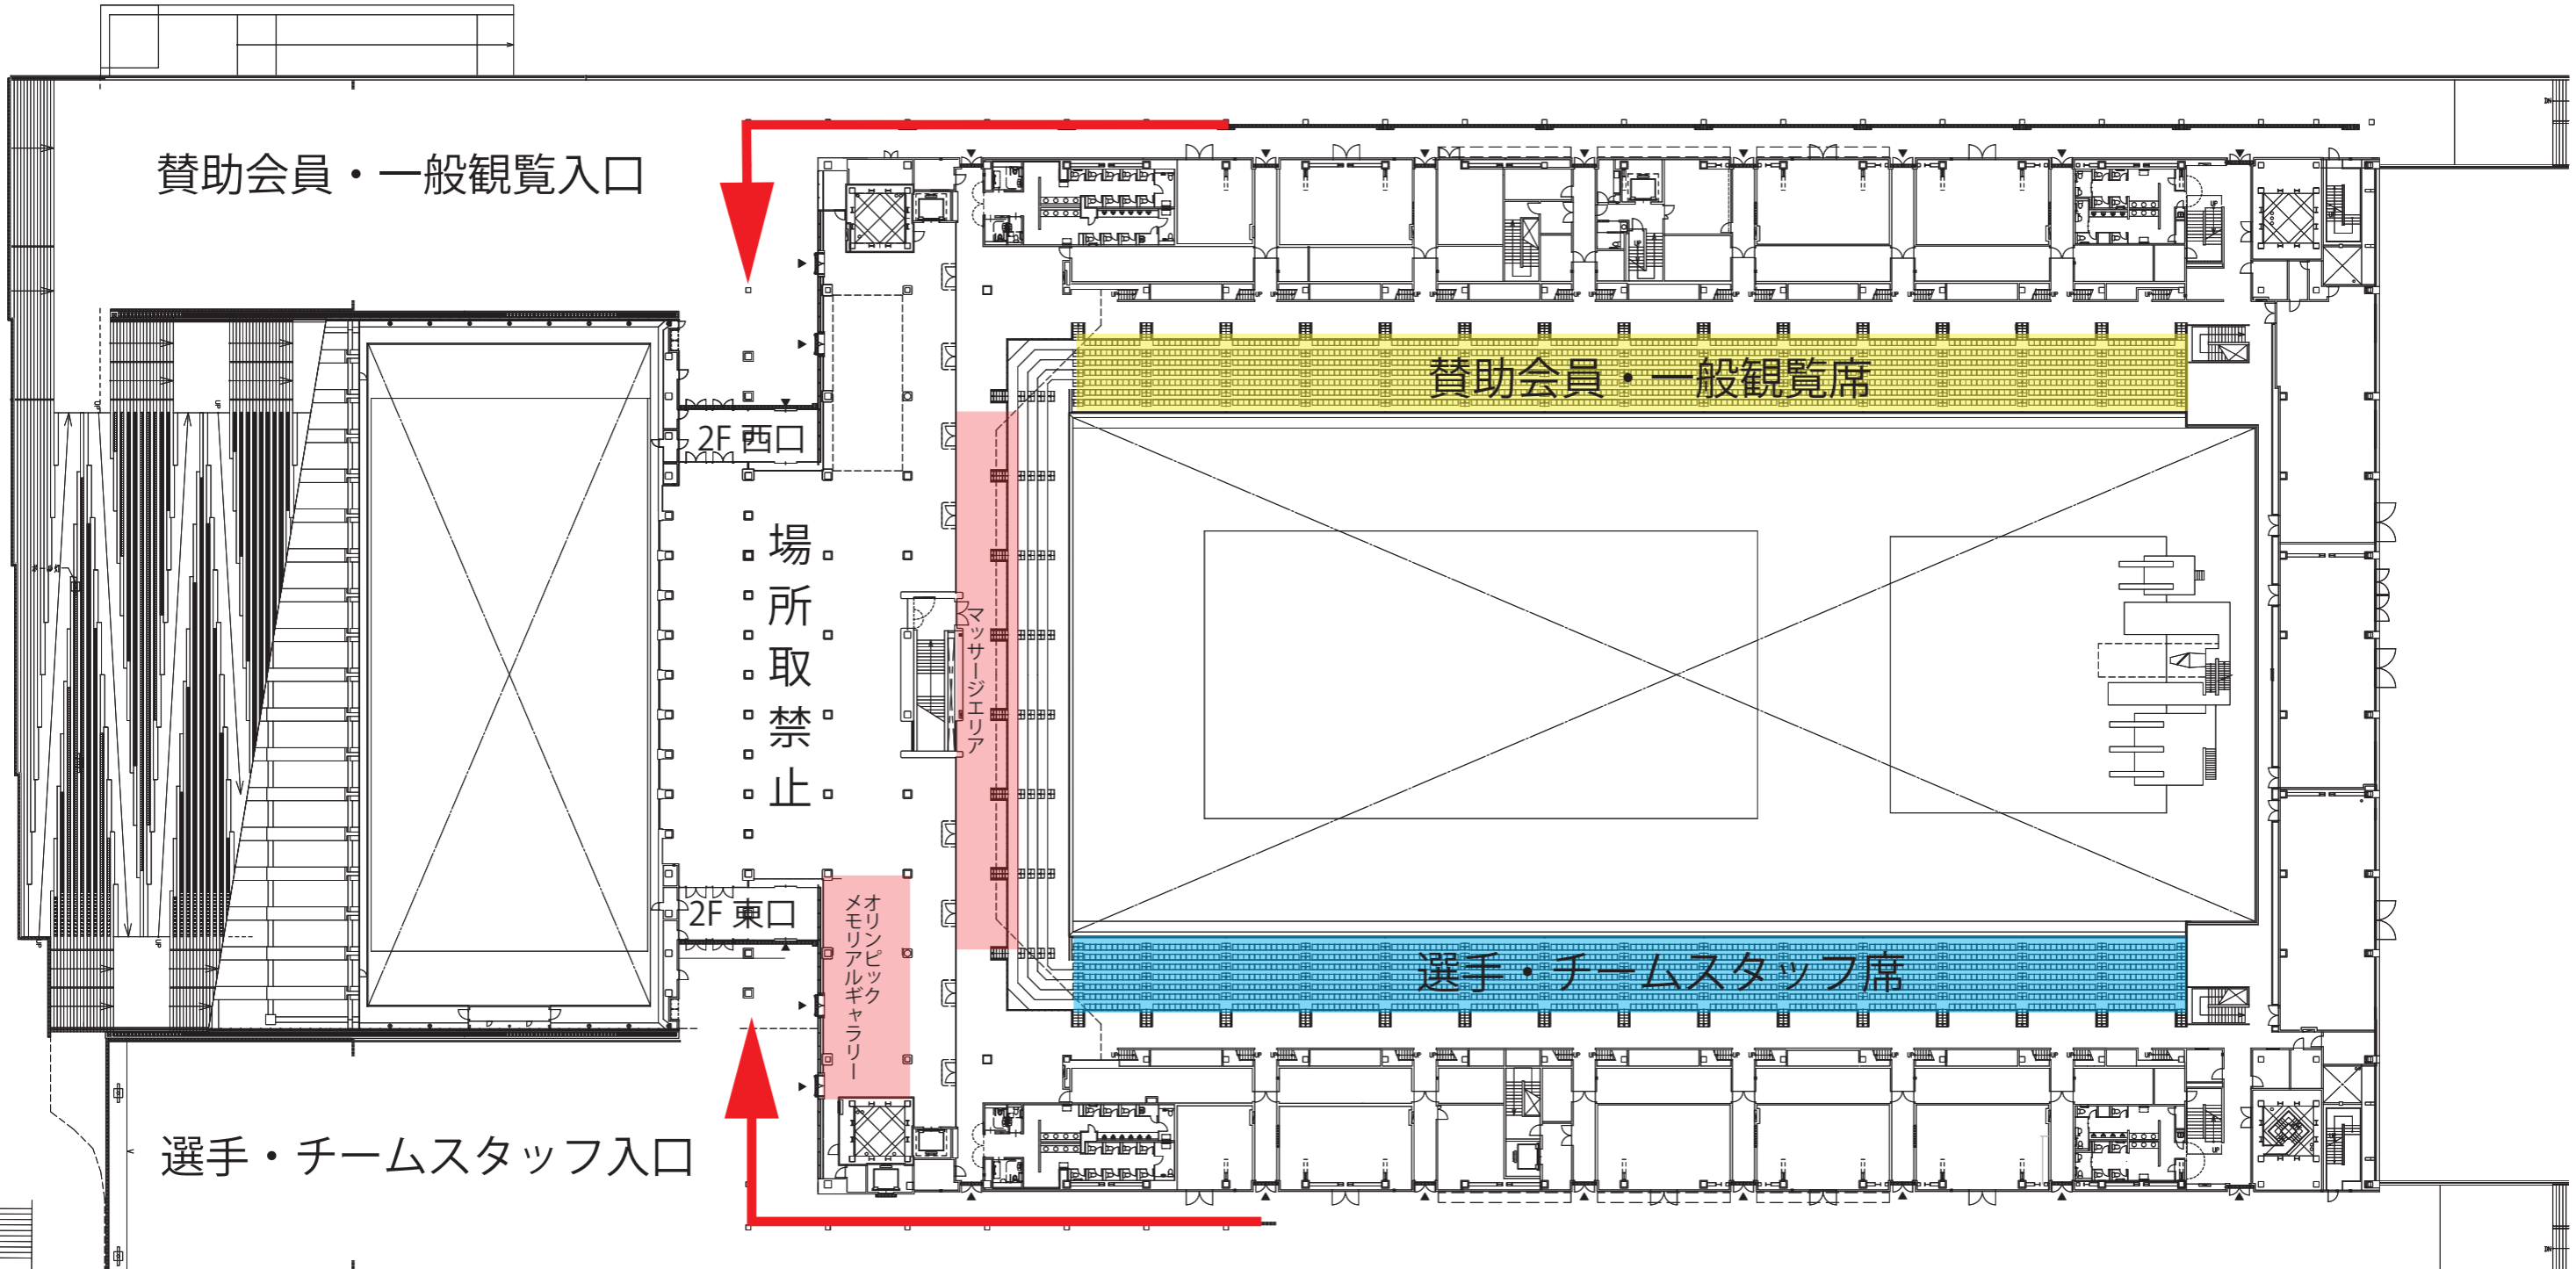 賛助会員・一般観覧入口
賛助会員・一般観覧席
2F 西口
場所取禁止
マッサージエリア
2F 東口
オリンピック
メモリアルギャラリー
選手・チームスタッフ席
選手・チームスタッフ入口